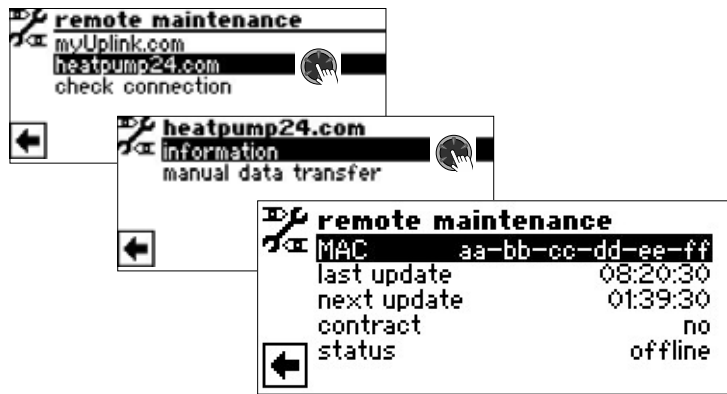 remote maintenance
myUplink.com
heatpump24.com
check connection
heatpump24.com
information
manual data transfer
remote maintenance
MAC aa-bb-cc-dd-ee-ff
last update 08:20:30
next update 01:39:30
contract no
status offline